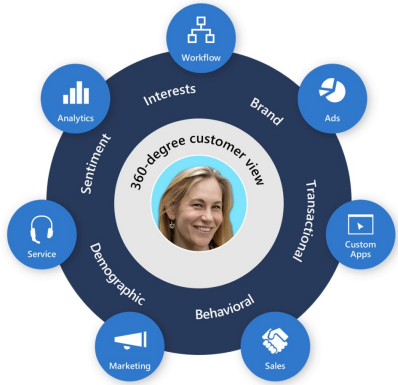 Workflow
Analytics
Interests
Brand
Ads
360-degree customer view
Sentiment
Transactional
Service
Custom
Apps
Demographic
Behavioral
Marketing
Sales